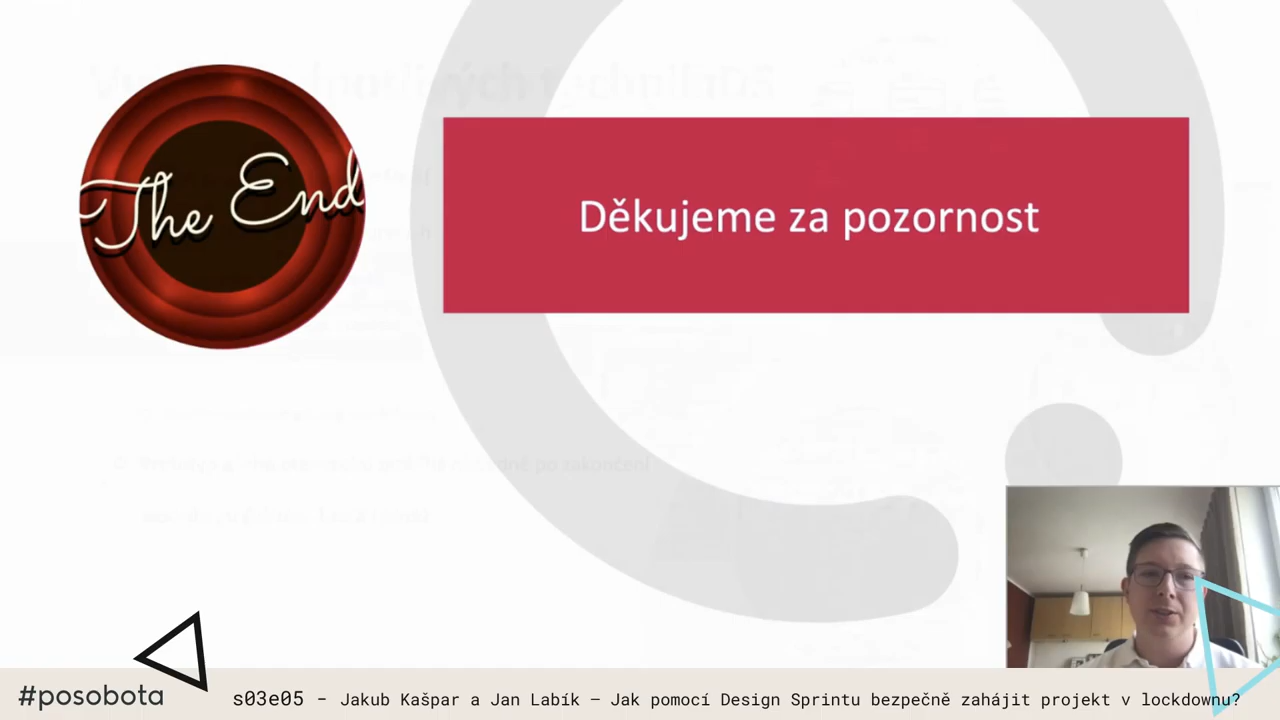 The End
Děkujeme za pozornost
#posobota
s03e05 - Jakub Kašpar a Jan Labík – Jak pomocí Design Sprintu bezpečně zahájit projekt v lockdownu?